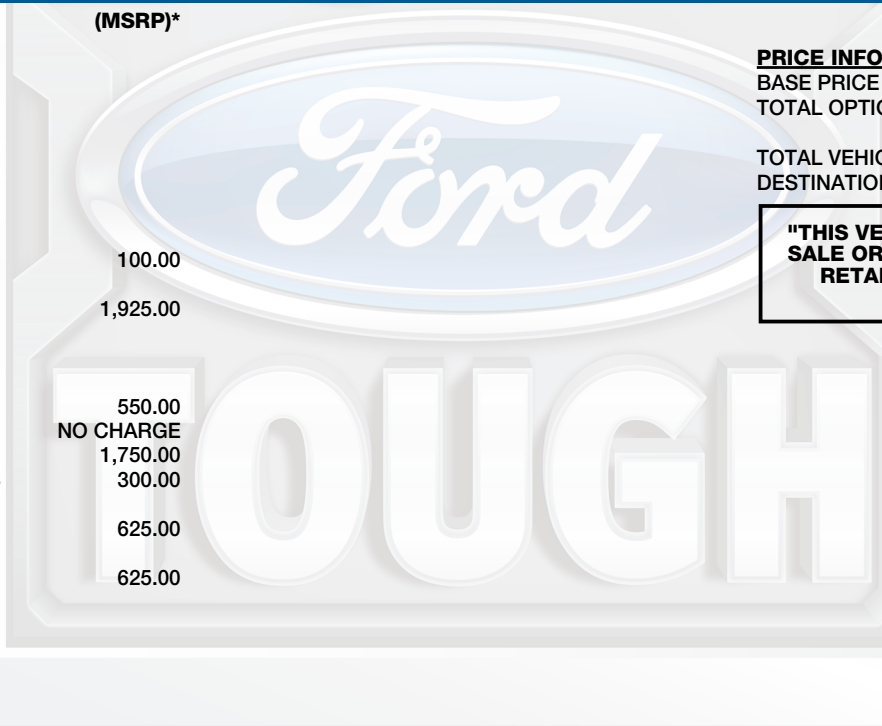 (MSRP)*
PRICE INFO
BASE PRICE
TOTAL OPTIO
TOTAL VEHIC
DESTINATION
"THIS VE
SALE OR
RETAI
Ford
100.00
1,925.00
550.00
NO CHARGE
1,750.00
300.00
625.00
625.00
TOUGH